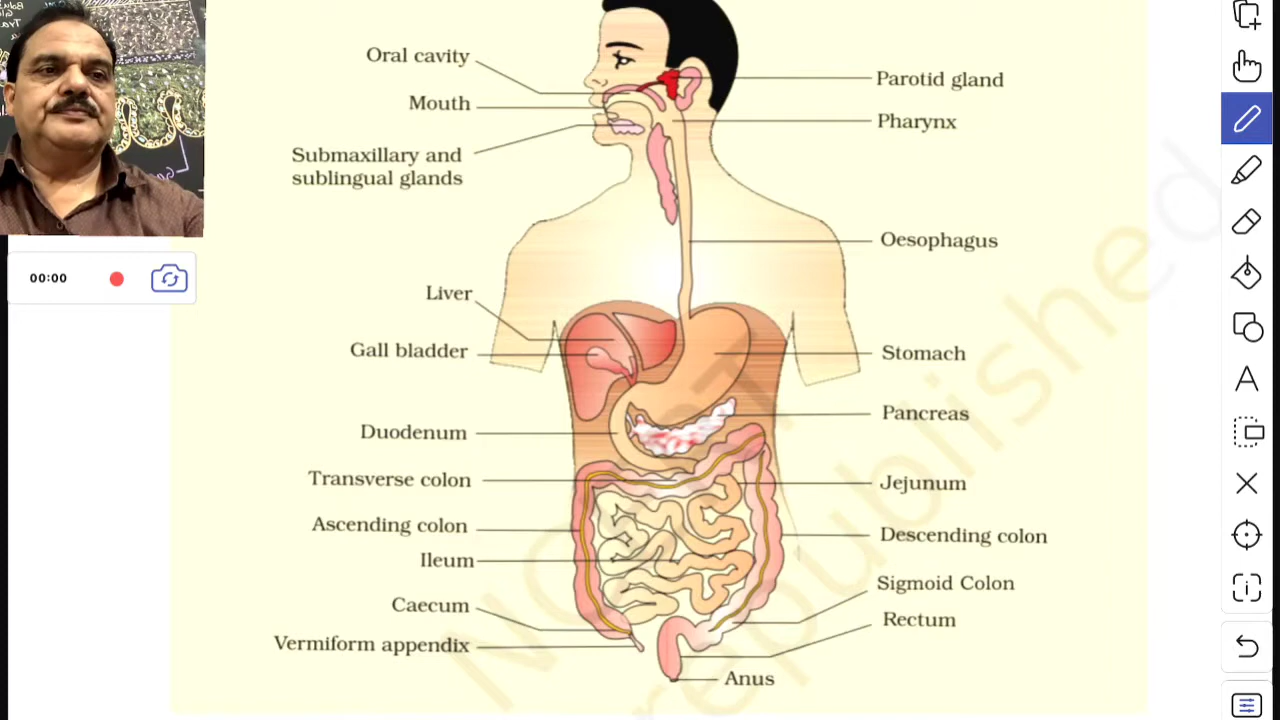 Oral cavity
Mouth
Submaxillary and
sublingual glands
Parotid gland
Pharynx
Oesophagus
Liver
Gall bladder
Stomach
Pancreas
Duodenum
Transverse colon
Ascending colon
Ileum
Caecum
Vermiform appendix
Jejunum
Descending colon
Sigmoid Colon
Rectum
Anus
00:00
A
republished